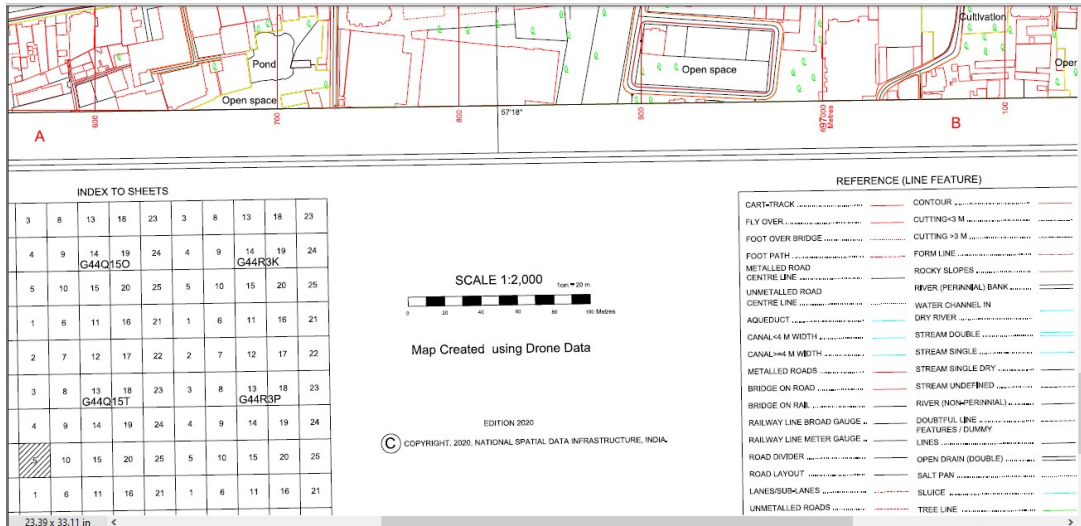 Cultivation
Pond
Open space
Open
Open space
600
700
800
57'18"
900
697000
Metres
100
A
B
INDEX TO SHEETS
3 8 13 18 23 3 8 13 18 23
4 9 14 19 24 4 9 14 19 24
G44Q15O G44R3K
5 10 15 20 25 5 10 15 20 25
1 6 11 16 21 1 6 11 16 21
2 7 12 17 22 2 7 12 17 22
3 8 13 18 23 3 8 13 18 23
G44Q15T G44R3P
4 9 14 19 24 4 9 14 19 24
5 10 15 20 25 5 10 15 20 25
1 6 11 16 21 1 6 11 16 21
SCALE 1:2,000 1cm = 20 m
0 20 40 60 80 100 Metres
Map Created using Drone Data
EDITION 2020
© COPYRIGHT. 2020, NATIONAL SPATIAL DATA INFRASTRUCTURE, INDIA.
REFERENCE (LINE FEATURE)
CART-TRACK
FLY OVER
FOOT OVER BRIDGE
FOOT PATH
METALLED ROAD
CENTRE LINE
UNMETALLED ROAD
CENTRE LINE
AQUEDUCT
CANAL<4 M WIDTH
CANAL>=4 M WIDTH
METALLED ROADS
BRIDGE ON ROAD
BRIDGE ON RAIL
RAILWAY LINE BROAD GAUGE
RAILWAY LINE METER GAUGE
ROAD DIVIDER
ROAD LAYOUT
LANES/SUB-LANES
UNMETALLED ROADS
CONTOUR
CUTTING<3 M
CUTTING >3 M
FORM LINE
ROCKY SLOPES
RIVER (PERINNIAL) BANK
WATER CHANNEL IN
DRY RIVER
STREAM DOUBLE
STREAM SINGLE
STREAM SINGLE DRY
STREAM UNDEFINED
RIVER (NON-PERINNIAL)
DOUBTFUL LINE
FEATURES / DUMMY
LINES
OPEN DRAIN (DOUBLE)
SALT PAN
SLUICE
TREE LINE
23.39 x 33.11 in